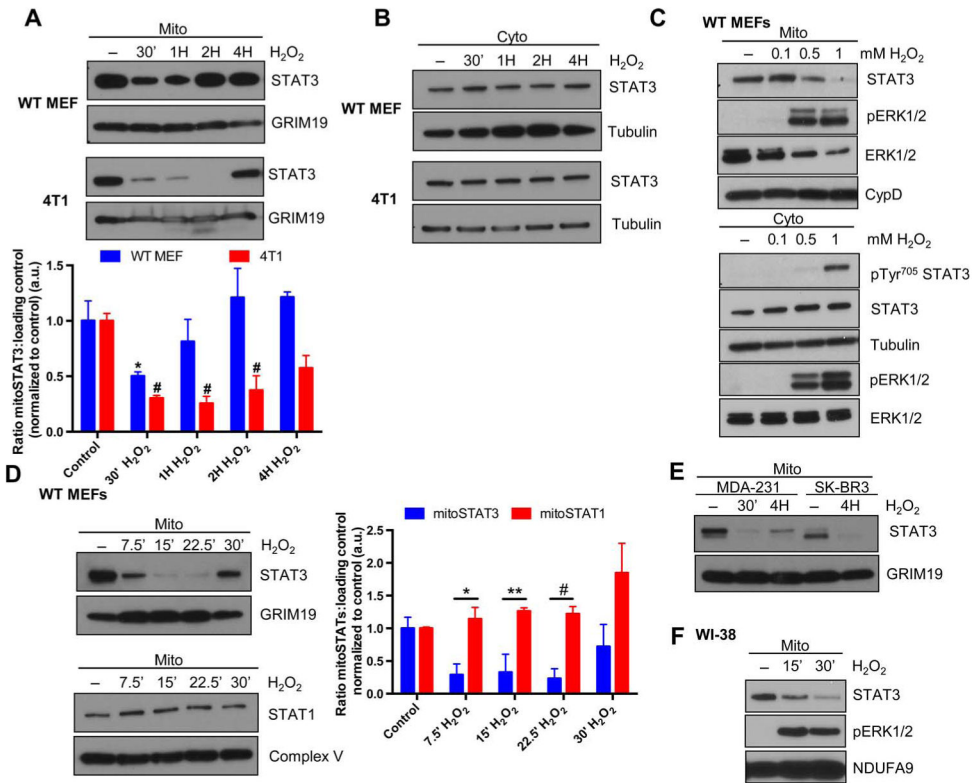 A
Mito
– 30' 1H 2H 4H H₂O₂
STAT3
WT MEF
GRIM19
STAT3
4T1
GRIM19
WT MEF 4T1
Ratio mitoSTAT3:loading control
(normalized to control) (a.u.)
1.5
1.0
0.5
0.0
* # # #
Control 30' H₂O₂ 1H H₂O₂ 2H H₂O₂ 4H H₂O₂
B
Cyto
– 30' 1H 2H 4H H₂O₂
STAT3
WT MEF
Tubulin
STAT3
4T1
Tubulin
C
WT MEFs
Mito
– 0.1 0.5 1 mM H₂O₂
STAT3
pERK1/2
ERK1/2
CypD
Cyto
– 0.1 0.5 1 mM H₂O₂
pTyr⁷⁰⁵ STAT3
STAT3
Tubulin
pERK1/2
ERK1/2
D
WT MEFs
Mito
– 7.5' 15' 22.5' 30' H₂O₂
STAT3
GRIM19
Mito
– 7.5' 15' 22.5' 30' H₂O₂
STAT1
Complex V
mitoSTAT3 mitoSTAT1
Ratio mitoSTATs:loading control
normalized to control (a.u.)
2.5
2.0
1.5
1.0
0.5
0.0
* ** #
Control 7.5' H₂O₂ 15' H₂O₂ 22.5' H₂O₂ 30' H₂O₂
E
Mito
MDA-231 SK-BR3
– 30' 4H – 4H H₂O₂
STAT3
GRIM19
F
WI-38
Mito
– 15' 30' H₂O₂
STAT3
pERK1/2
NDUFA9